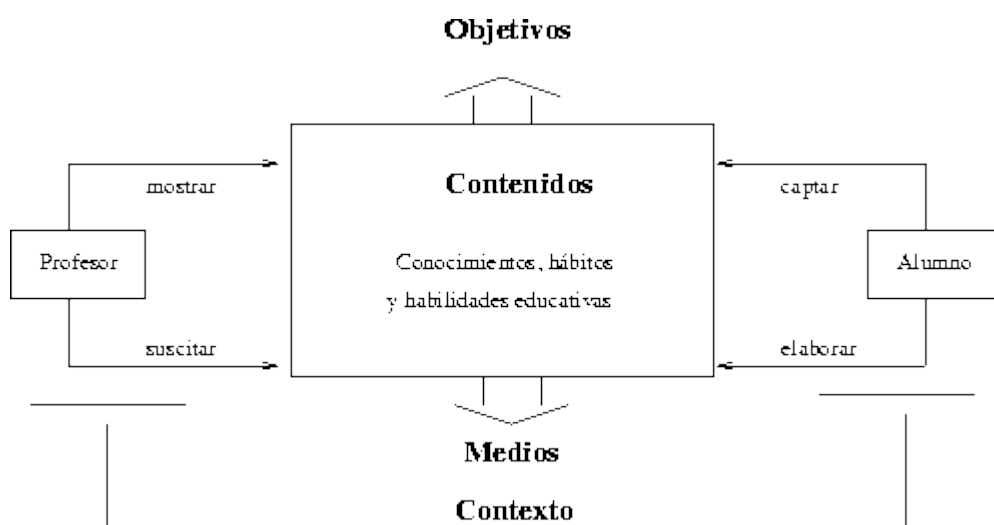 Objetivos
Contenidos
mostrar
captar
Profesor
Conocimientos, hábitos
y habilidades educativas
Alumno
suscitar
elaborar
Medios
Contexto